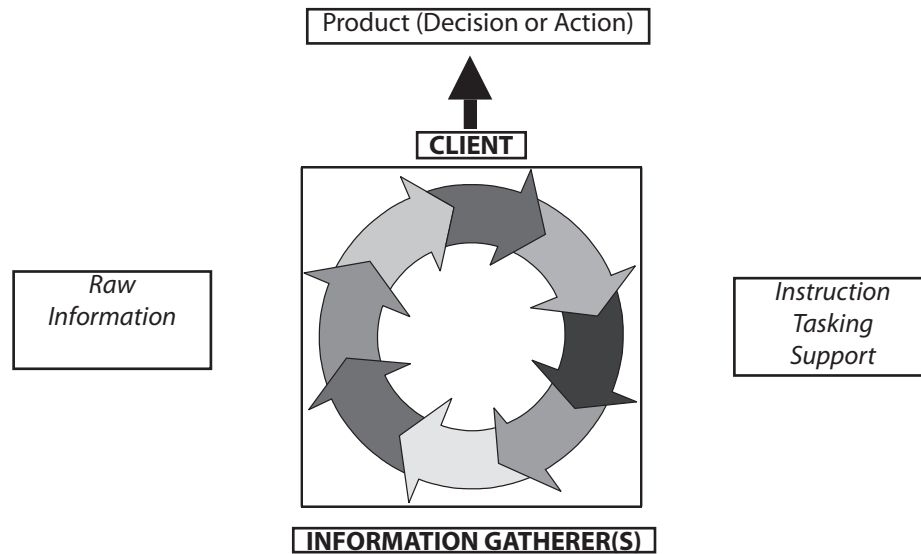 Product (Decision or Action)
CLIENT
Raw
Information
Instruction
Tasking
Support
INFORMATION GATHERER(S)